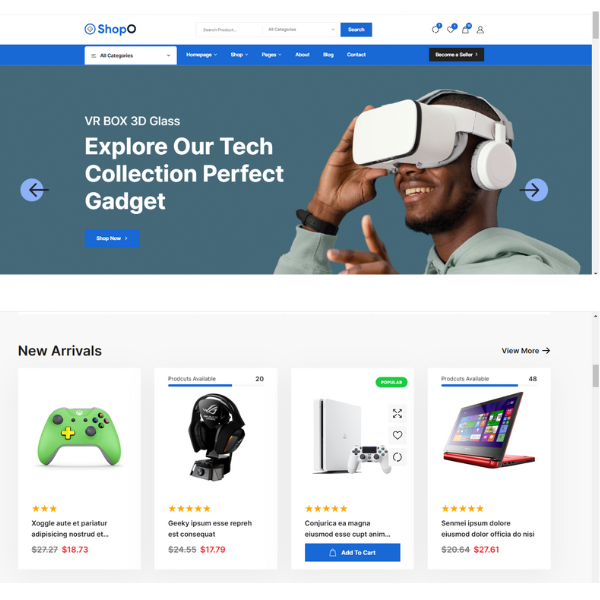 ShopO
Search Product...
All Categories
Search
All Categories
Homepage
Shop
Pages
About
Blog
Contact
Become a Seller
VR BOX 3D Glass
Explore Our Tech
Collection Perfect
Gadget
Shop Now
New Arrivals
View More
Prodcuts Available 20
POPULAR
Prodcuts Available 48
Xoggle aute et pariatur
adipisicing nostrud et...
$27.27 $18.73
Geeky ipsum esse repreh
est consequat
$24.55 $17.79
Conjurica ea magna
eiusmod esse cupt anim...
Add To Cart
Senmei ipsum dolore
eiusmod dolor officia do nisi
$20.64 $27.61